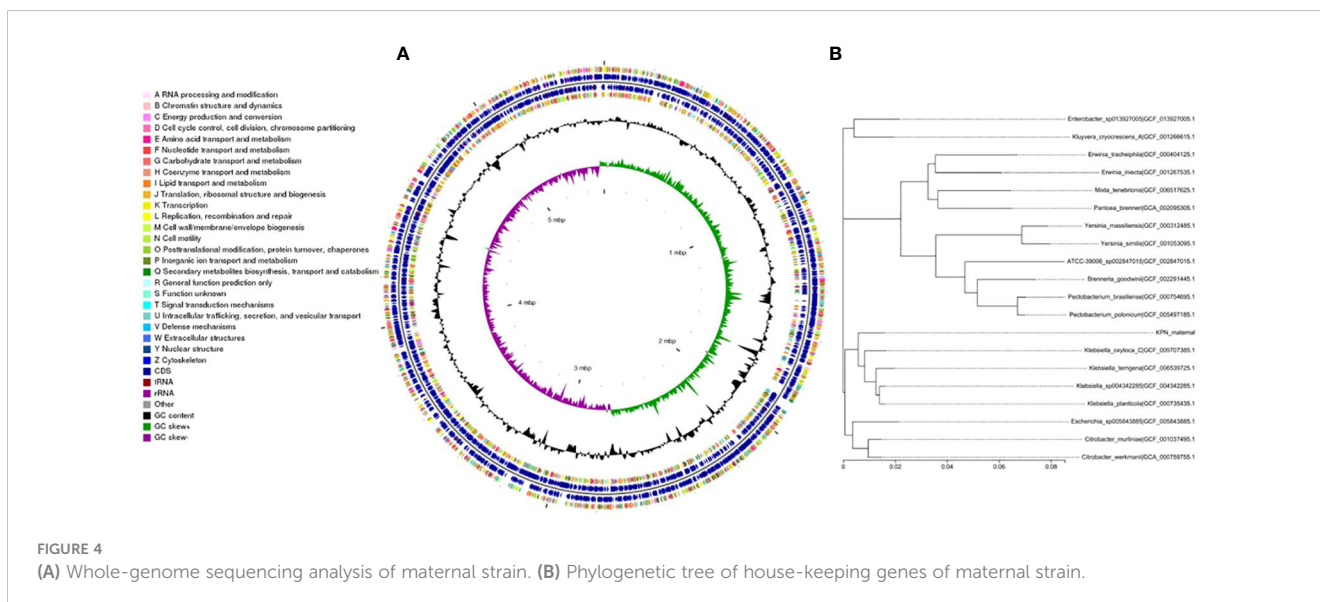 A
B
A RNA processing and modification
B Chromatin structure and dynamics
C Energy production and conversion
D Cell cycle control, cell division, chromosome partitioning
E Amino acid transport and metabolism
F Nucleotide transport and metabolism
G Carbohydrate transport and metabolism
H Coenzyme transport and metabolism
I Lipid transport and metabolism
J Translation, ribosomal structure and biogenesis
K Transcription
L Replication, recombination and repair
M Cell wall/membrane/envelope biogenesis
N Cell motility
O Posttranslational modification, protein turnover, chaperones
P Inorganic ion transport and metabolism
Q Secondary metabolites biosynthesis, transport and catabolism
R General function prediction only
S Function unknown
T Signal transduction mechanisms
U Intracellular trafficking, secretion, and vesicular transport
V Defense mechanisms
W Extracellular structures
Y Nuclear structure
Z Cytoskeleton
CDS
tRNA
rRNA
Other
GC content
GC skew+
GC skew-
5 mbp
1 mbp
4 mbp
2 mbp
3 mbp
Enterobacter_sp013927005|GCF_013927005.1
Kluyvera_cryocrescens_A|GCF_001266615.1
Erwinia_tracheiphila|GCF_000404125.1
Erwinia_iniecta|GCF_001267535.1
Mixta_tenebrionis|GCF_006517625.1
Pantoea_brenneri|GCA_002095305.1
Yersinia_massiliensis|GCF_000312485.1
Yersinia_similis|GCF_001053095.1
ATCC-39006_sp002847015|GCF_002847015.1
Brenneria_goodwinii|GCF_002291445.1
Pectobacterium_brasiliense|GCF_000754695.1
Pectobacterium_polonicum|GCF_005497185.1
KPN_maternal
Klebsiella_oxytoca_C|GCF_009707385.1
Klebsiella_terrigena|GCF_006539725.1
Klebsiella_sp004342285|GCF_004342285.1
Klebsiella_planticola|GCF_000735435.1
Escherichia_sp005843885|GCF_005843885.1
Citrobacter_murliniae|GCF_001037495.1
Citrobacter_werkmanii|GCA_000759755.1
0 0.02 0.04 0.06 0.08
FIGURE 4
(A) Whole-genome sequencing analysis of maternal strain. (B) Phylogenetic tree of house-keeping genes of maternal strain.